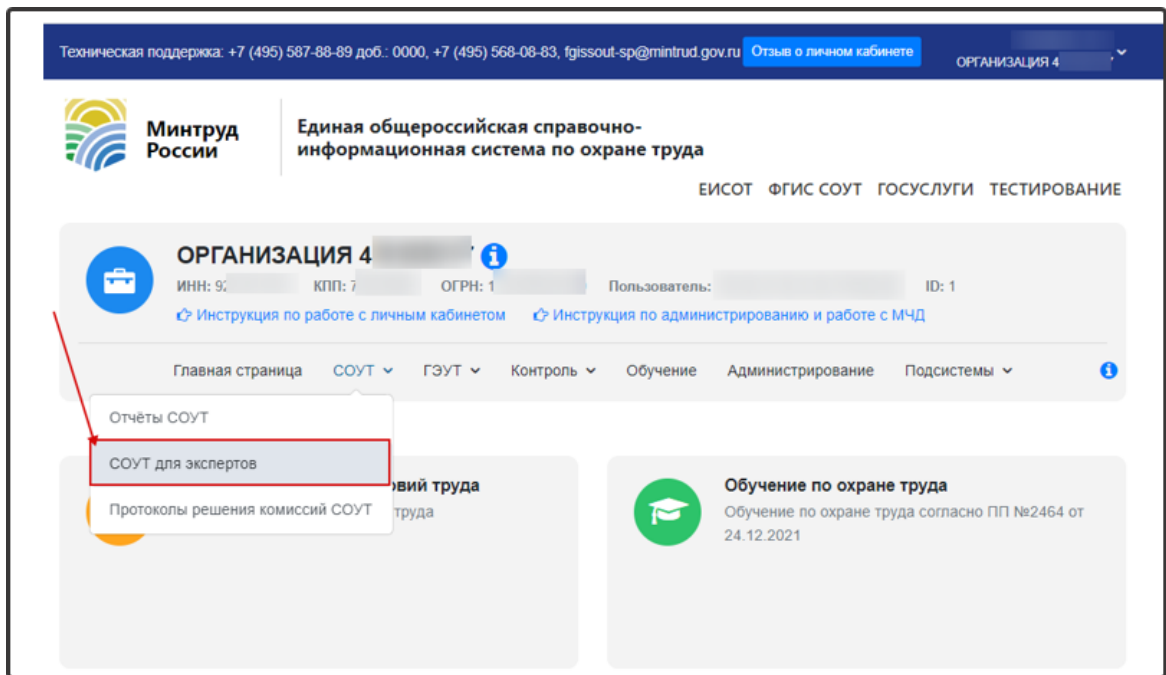 Техническая поддержка: +7 (495) 587-88-89 доб.: 0000, +7 (495) 568-08-83, fgissout-sp@mintrud.gov.ru Отзыв о личном кабинете
ОРГАНИЗАЦИЯ 4
Минтруд России
Единая общероссийская справочно-
информационная система по охране труда
ЕИСОТ ФГИС СОУТ ГОСУСЛУГИ ТЕСТИРОВАНИЕ
ОРГАНИЗАЦИЯ 4
ИНН: 92 КПП: 7 ОГРН: 1 Пользователь: ID: 1
Инструкция по работе с личным кабинетом Инструкция по администрированию и работе с МЧД
Главная страница СОУТ ГЭУТ Контроль Обучение Администрирование Подсистемы
Отчёты СОУТ
СОУТ для экспертов
Протоколы решения комиссий СОУТ
труда
труда
Обучение по охране труда
Обучение по охране труда согласно ПП №2464 от
24.12.2021